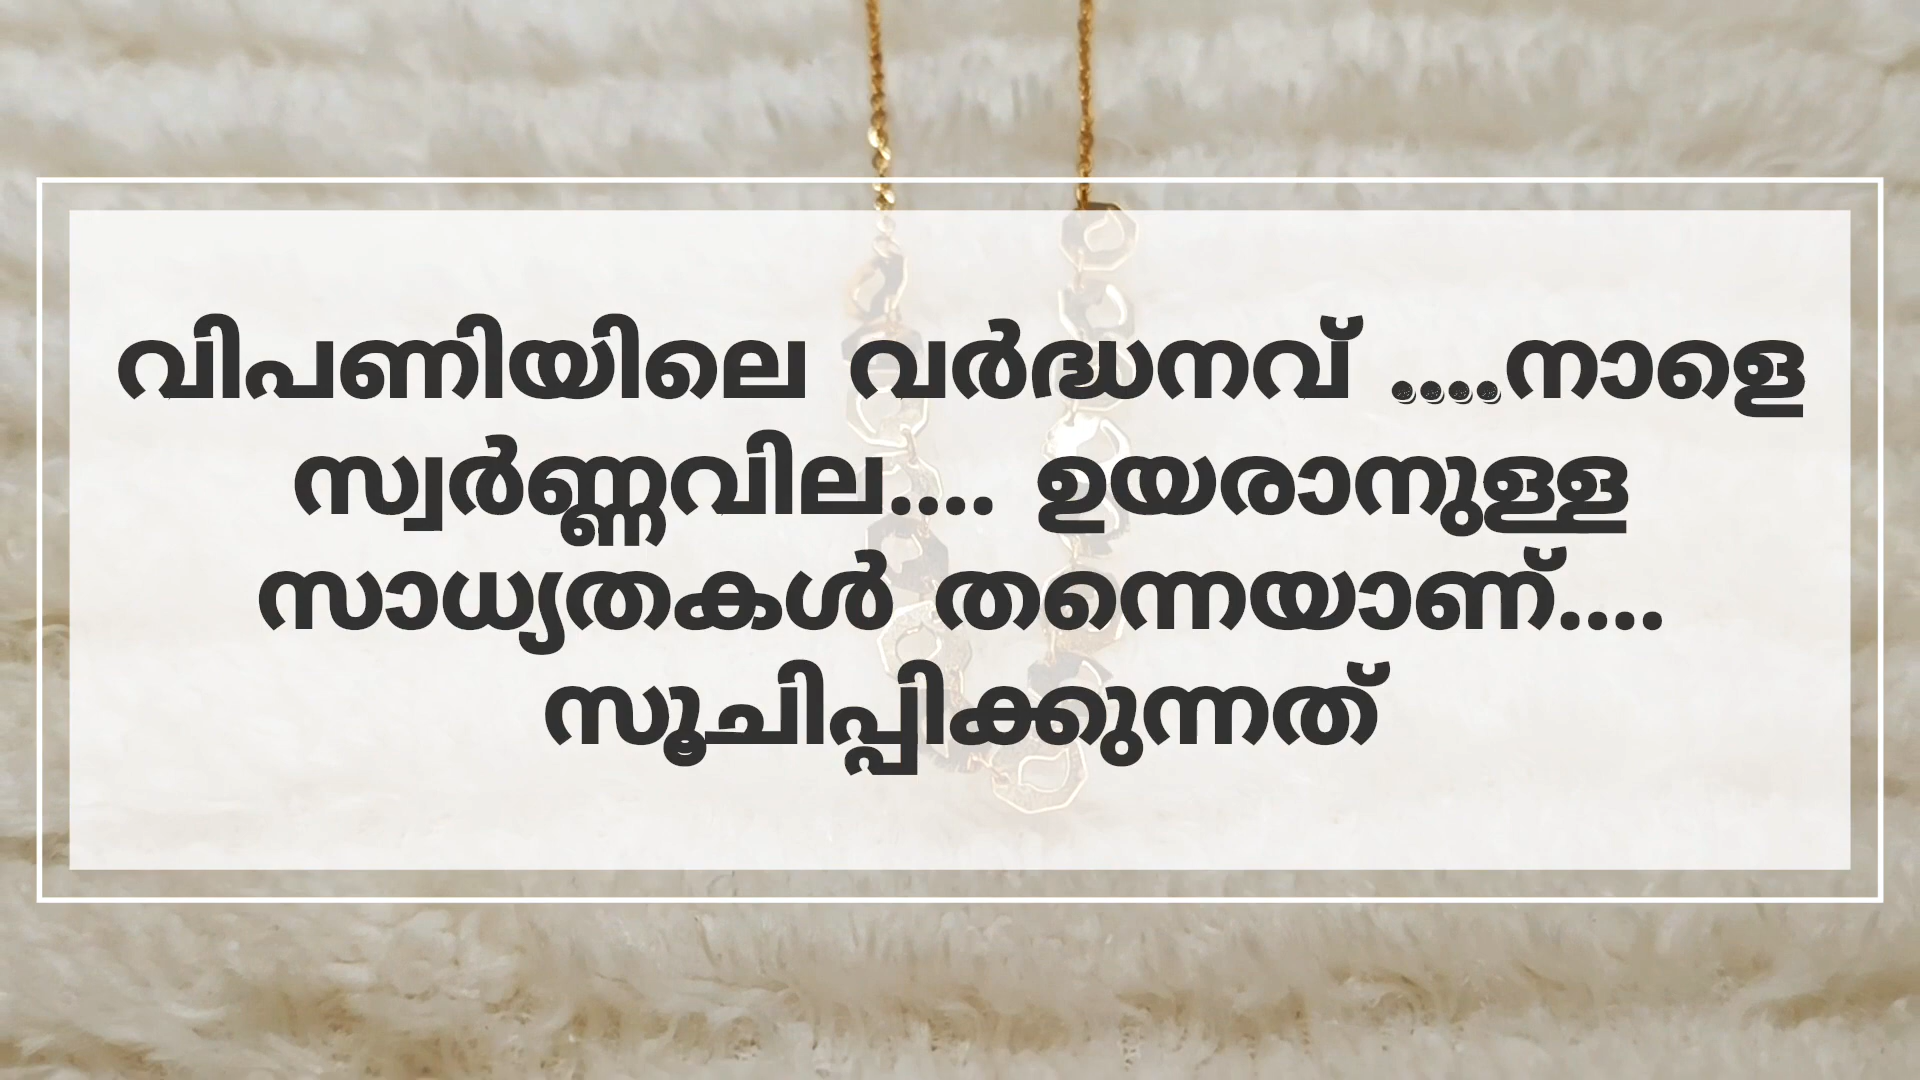 വിപണിയിലെ വർദ്ധനവ് ....നാളെ
സ്വർണ്ണവില.... ഉയരാനുള്ള
സാധ്യതകൾ തന്നെയാണ്....
സൂചിപ്പിക്കുന്നത്